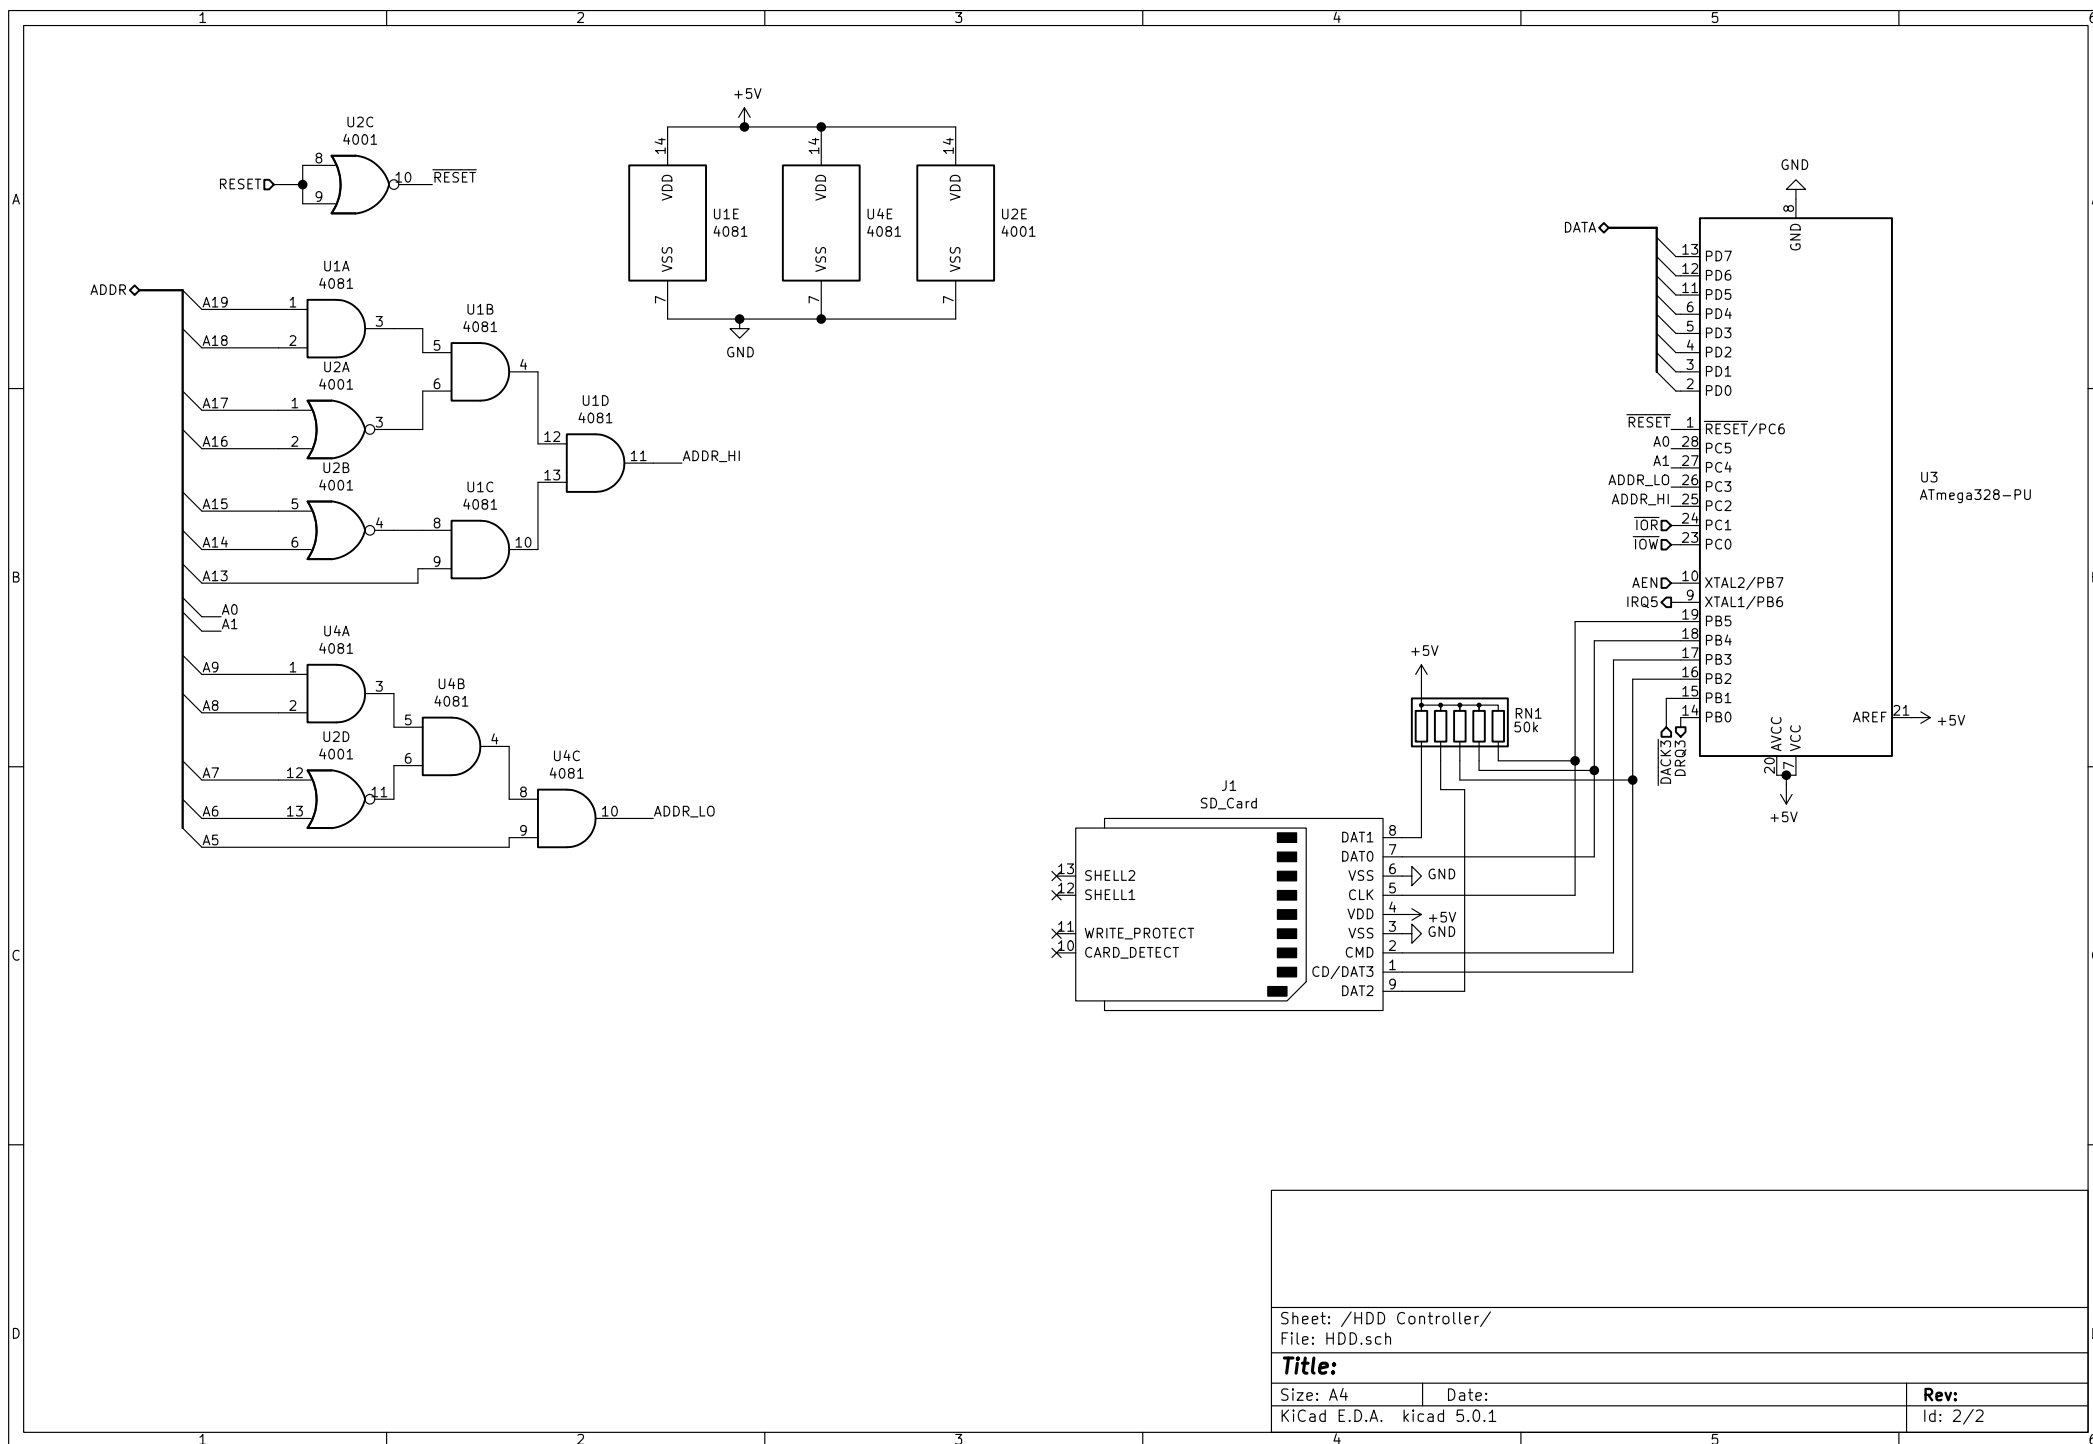 1 2 3 4 5 6
A
B
C
D
U2C
4001
RESET 8 9 10 RESET
+5V
14 14 14
VDD VDD VDD
VSS VSS VSS
7 7 7
U1E
4081
U4E
4081
U2E
4001
GND
ADDR
U1A
4081
A19 1 3
A18 2
U1B
4081
5 6 4
U2A
4001
A17 1 3
A16 2
U1D
4081
12 13 11 ADDR_HI
U2B
4001
A15 5 4
A14 6
U1C
4081
8 9 10
A13
A0
A1
U4A
4081
A9 1 3
A8 2
U4B
4081
5 6 4
U2D
4001
A7 12 11
A6 13
U4C
4081
8 9 10 ADDR_LO
A5
GND
8
GND
DATA
13 PD7
12 PD6
11 PD5
6 PD4
5 PD3
4 PD2
3 PD1
2 PD0
RESET 1 RESET/PC6
A0 28 PC5
A1 27 PC4
ADDR_LO 26 PC3
ADDR_HI 25 PC2
IOR 24 PC1
IOW 23 PC0
AEN 10 XTAL2/PB7
IRQ5 9 XTAL1/PB6
19 PB5
18 PB4
17 PB3
16 PB2
15 PB1
14 PB0
DACK3
DRQ3
U3
ATmega328-PU
AREF 21 +5V
AVCC VCC
20 7
+5V
+5V
RN1
50k
J1
SD_Card
DAT1 8
DAT0 7
VSS 6 GND
CLK 5
VDD 4 +5V
VSS 3 GND
CMD 2
CD/DAT3 1
DAT2 9
13 SHELL2
12 SHELL1
11 WRITE_PROTECT
10 CARD_DETECT
Sheet: /HDD Controller/
File: HDD.sch
Title:
Size: A4 Date: Rev:
KiCad E.D.A. kicad 5.0.1 Id: 2/2
1 2 3 4 5 6